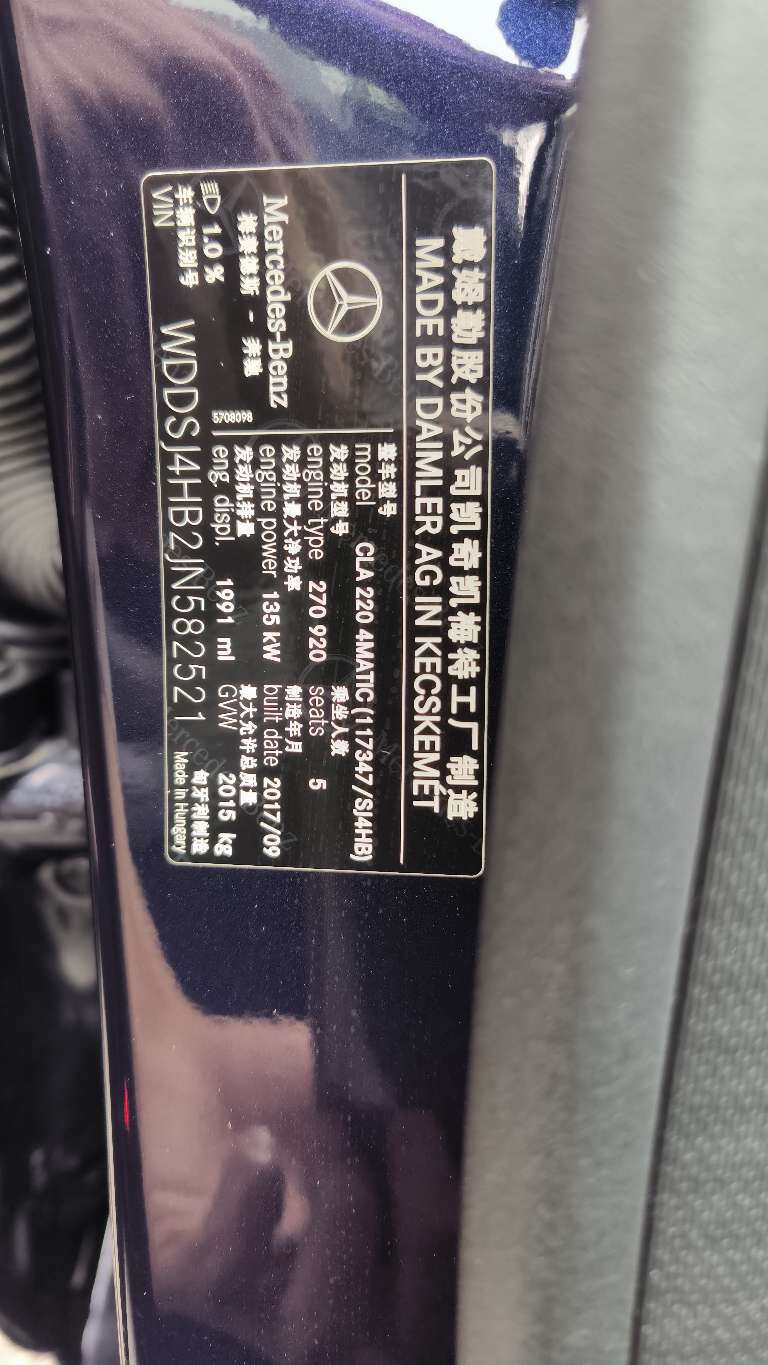 戴姆勒股份公司凯奇凯梅特工厂制造
MADE BY DAIMLER AG IN KECSKEMÉT
Mercedes-Benz
梅赛德斯 - 奔驰
5708098
整车型号
model CLA 220 4MATIC (117347/SJ4HB)
发动机型号 乘坐人数
engine type 270 920 seats 5
发动机最大净功率 制造年月
engine power 135 kW built date 2017/09
发动机排量 最大允许总质量
eng. displ. 1991 ml GVW 2015 kg
1.0 %
车辆识别号
VIN WDDSJ4HB2JN582521
匈牙利制造
Made in Hungary